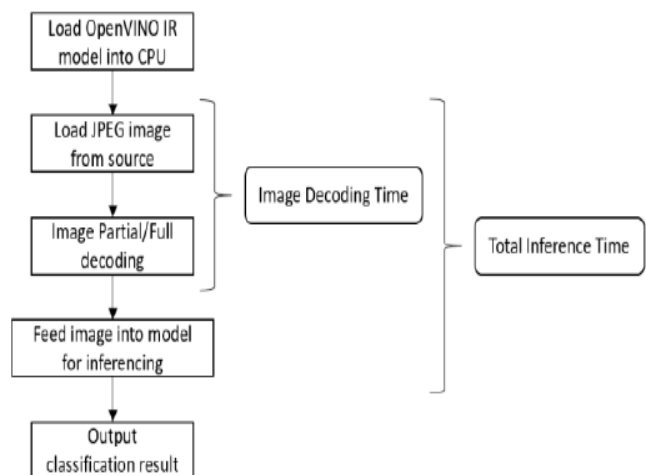 Load OpenVINO IR
model into CPU
Load JPEG image
from source
Image Decoding Time
Image Partial/Full
decoding
Total Inference Time
Feed image into model
for inferencing
Output
classification result